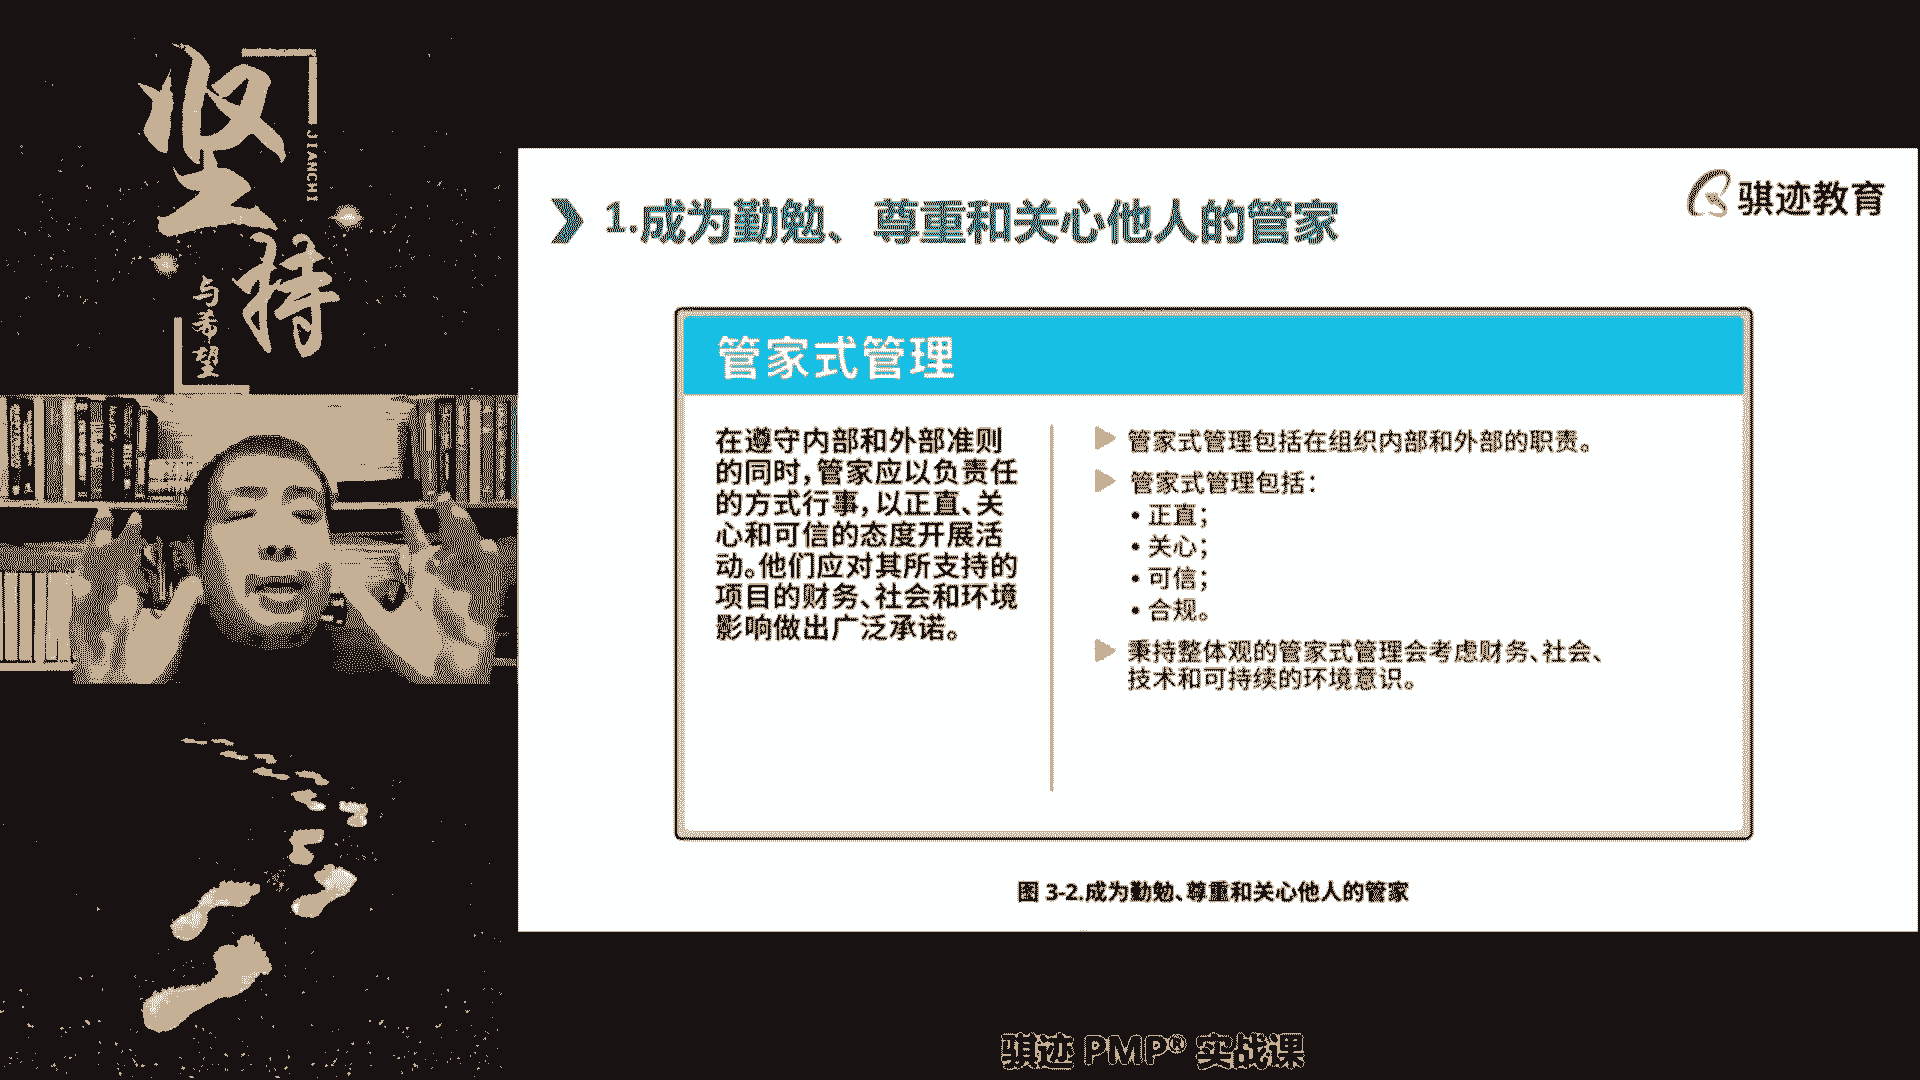 坚持
JIANCHI
与希望
骐迹教育
1.成为勤勉、尊重和关心他人的管家
管家式管理
在遵守内部和外部准则
的同时，管家应以负责任
的方式行事，以正直、关
心和可信的态度开展活
动。他们应对其所支持的
项目的财务、社会和环境
影响做出广泛承诺。
管家式管理包括在组织内部和外部的职责。
管家式管理包括：
• 正直；
• 关心；
• 可信；
• 合规。
秉持整体观的管家式管理会考虑财务、社会、
技术和可持续的环境意识。
图 3-2.成为勤勉、尊重和关心他人的管家
骐迹 PMP® 实战课